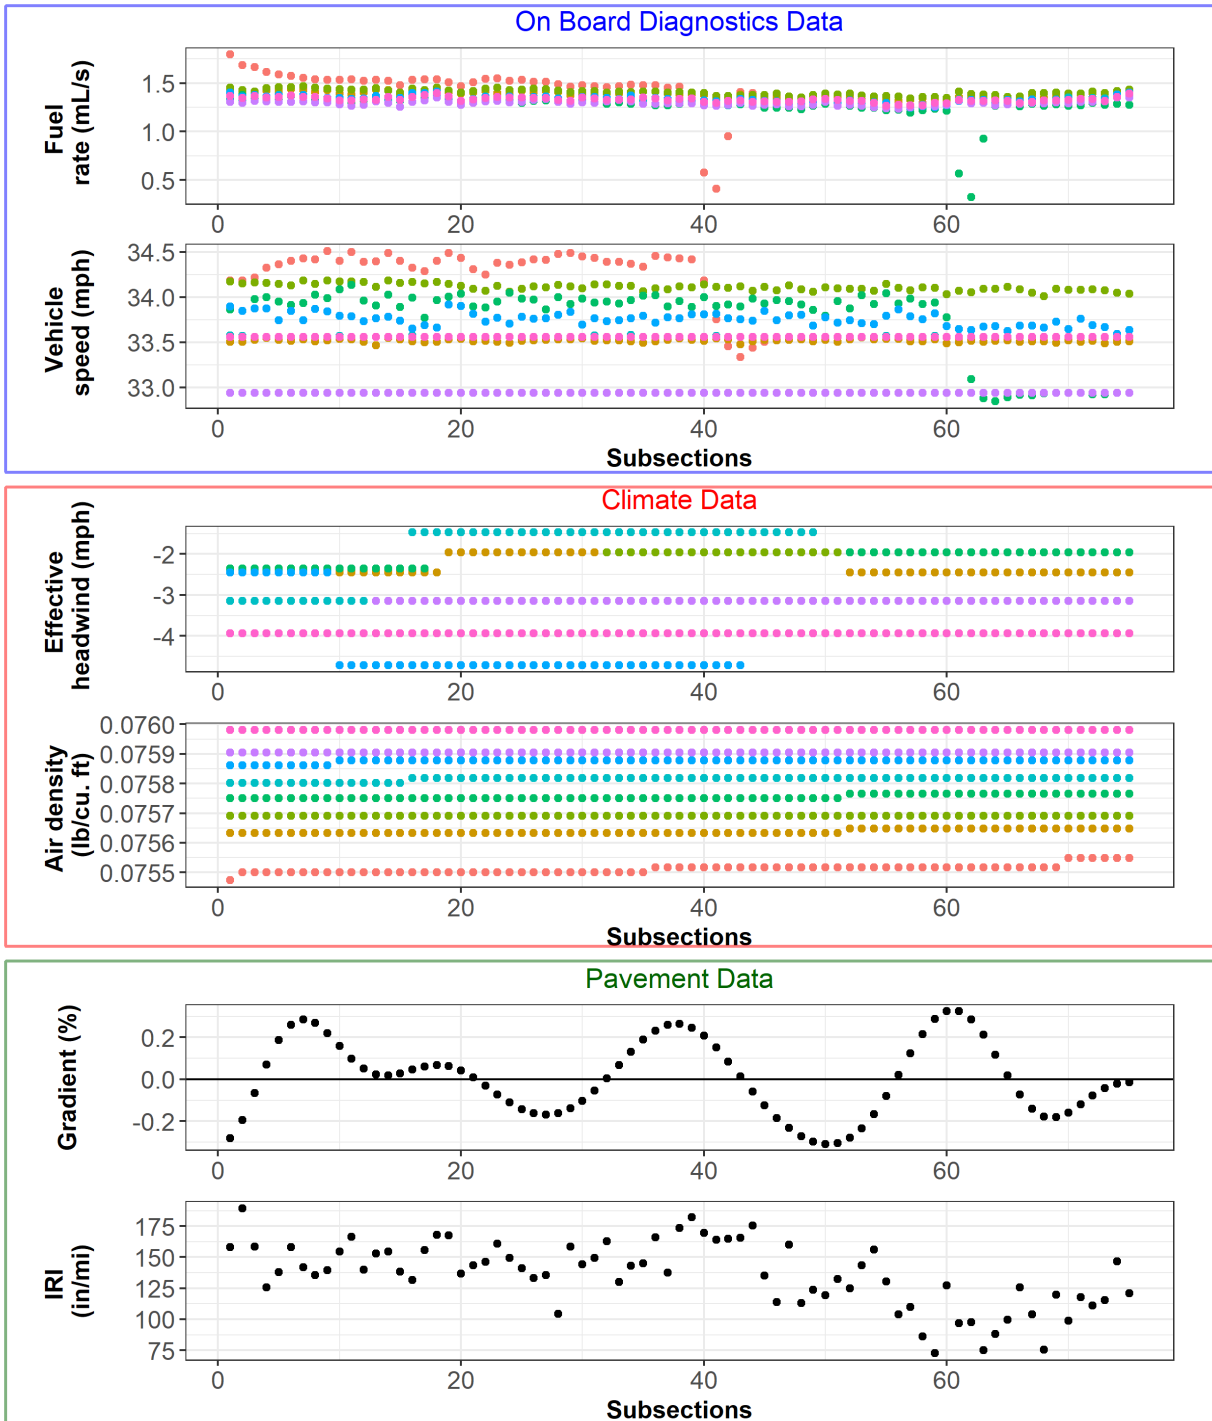 On Board Diagnostics Data
Fuel
rate (mL/s)
1.5
1.0
0.5
0 20 40 60
Vehicle
speed (mph)
34.5
34.0
33.5
33.0
0 20 40 60
Subsections
Climate Data
Effective
headwind (mph)
-2
-3
-4
0 20 40 60
Air density
(lb/cu. ft)
0.0760
0.0759
0.0758
0.0757
0.0756
0.0755
0 20 40 60
Subsections
Pavement Data
Gradient (%)
0.2
0.0
-0.2
0 20 40 60
IRI
(in/mi)
175
150
125
100
75
0 20 40 60
Subsections